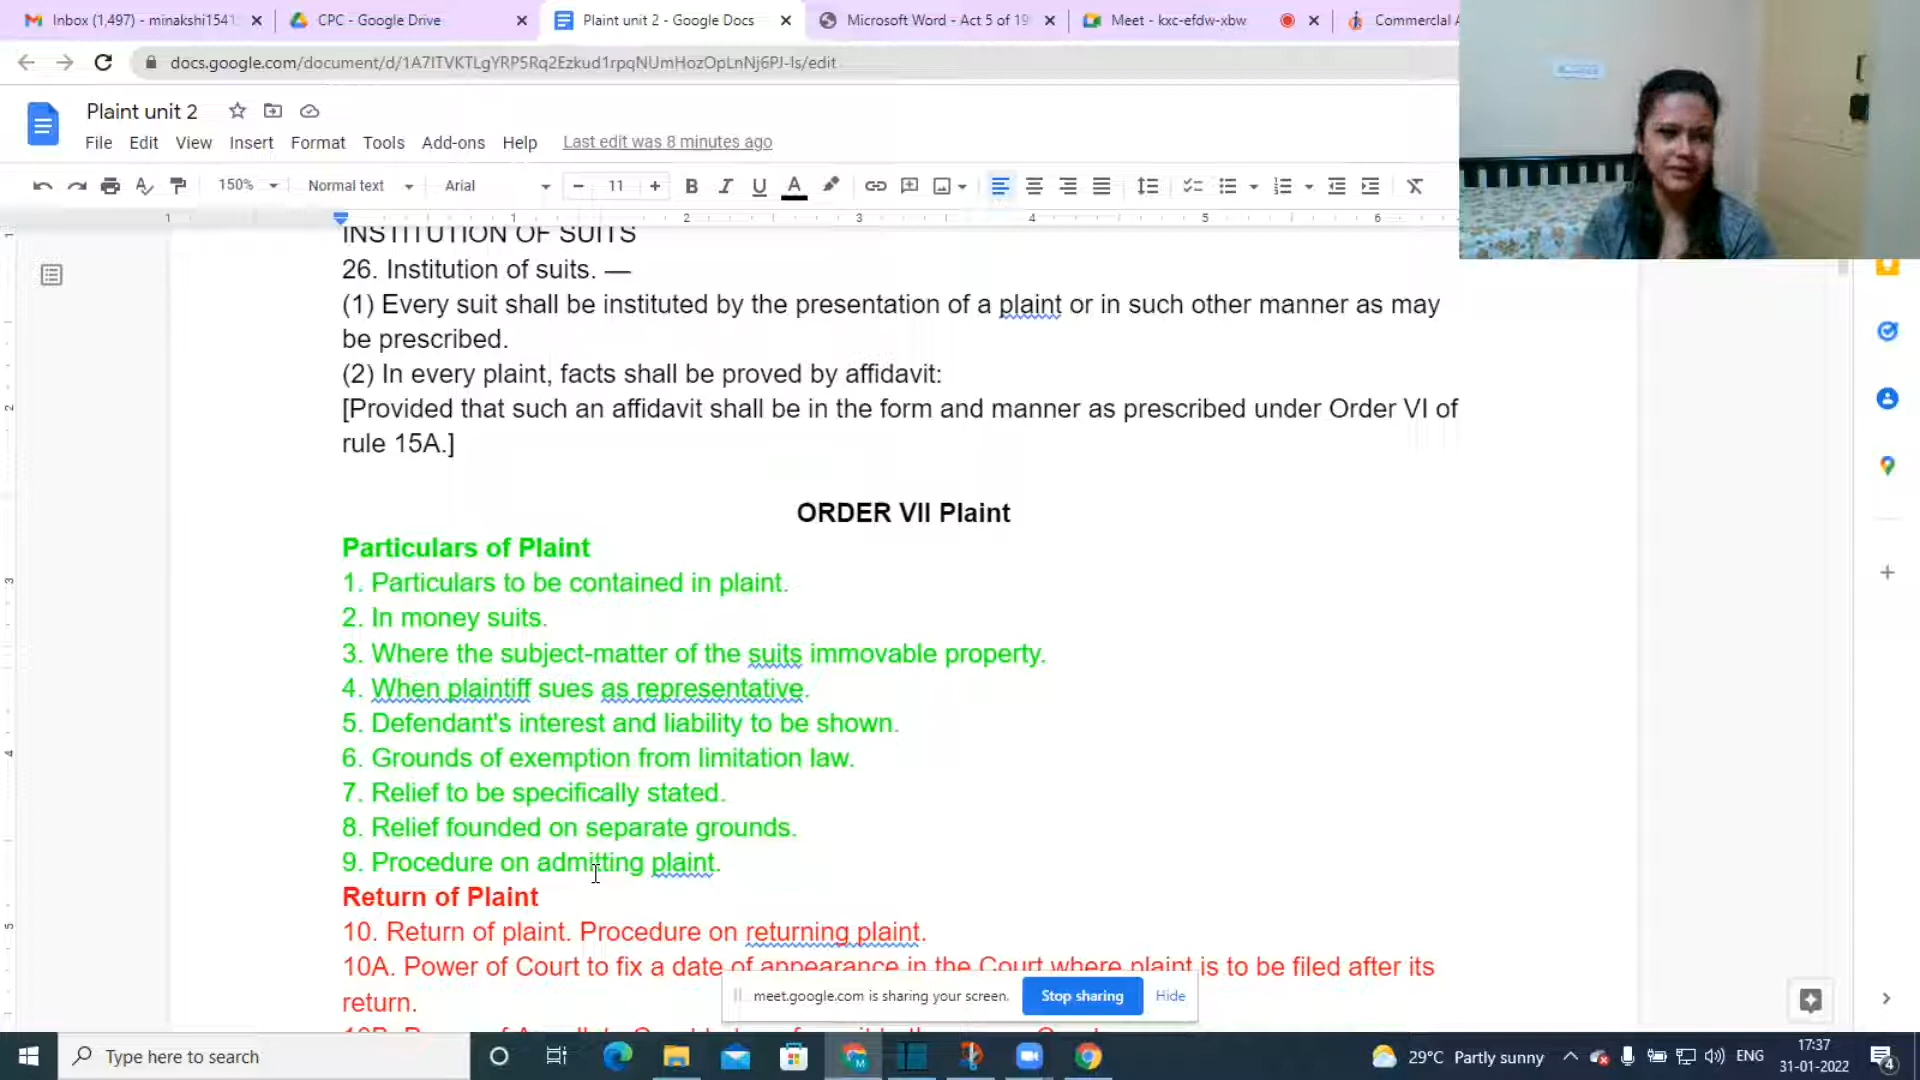 Inbox (1,497) - minakshi1541
CPC - Google Drive
Plaint unit 2 - Google Docs
Microsoft Word - Act 5 of 19
Meet - kxc-efdw-xbw
Commercial A
docs.google.com/document/d/1A7ITVKTLgYRP5Rq2Ezkud1rpqNUmHozOpLnNj6PJ-ls/edit
Plaint unit 2
File Edit View Insert Format Tools Add-ons Help Last edit was 8 minutes ago
150% Normal text Arial 11 B I U A
1 1 2 3 4 5 6
INSTITUTION OF SUITS
26. Institution of suits. —
(1) Every suit shall be instituted by the presentation of a plaint or in such other manner as may
be prescribed.
(2) In every plaint, facts shall be proved by affidavit:
[Provided that such an affidavit shall be in the form and manner as prescribed under Order VI of
rule 15A.]
ORDER VII Plaint
Particulars of Plaint
1. Particulars to be contained in plaint.
2. In money suits.
3. Where the subject-matter of the suits immovable property.
4. When plaintiff sues as representative.
5. Defendant's interest and liability to be shown.
6. Grounds of exemption from limitation law.
7. Relief to be specifically stated.
8. Relief founded on separate grounds.
9. Procedure on admitting plaint.
Return of Plaint
10. Return of plaint. Procedure on returning plaint.
10A. Power of Court to fix a date of appearance in the Court where plaint is to be filed after its
return.
meet.google.com is sharing your screen. Stop sharing Hide
Type here to search
29°C Partly sunny
ENG
17:37
31-01-2022
4